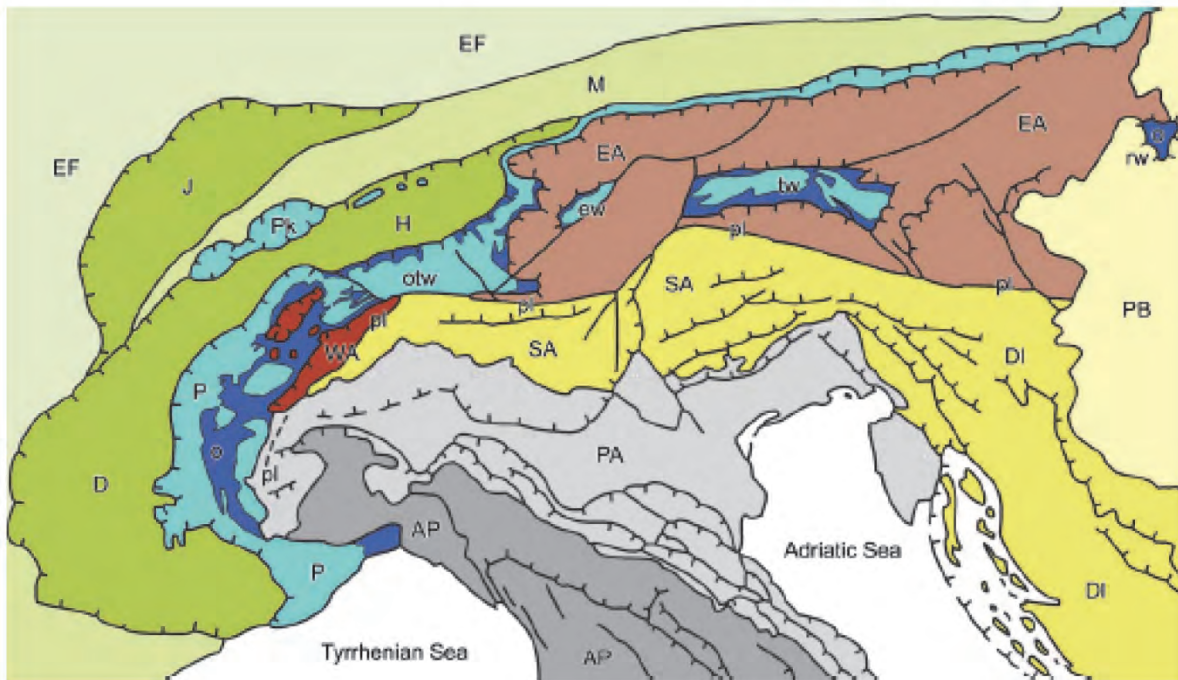 EF
M
EA
EA
o
EF
rw
J
tw
Pk
ew
H
pl
otw
SA
pl
pl
pl
PB
WA
SA
DI
P
o
PA
pl
D
AP
Adriatic Sea
P
DI
Tyrrhenian Sea
AP